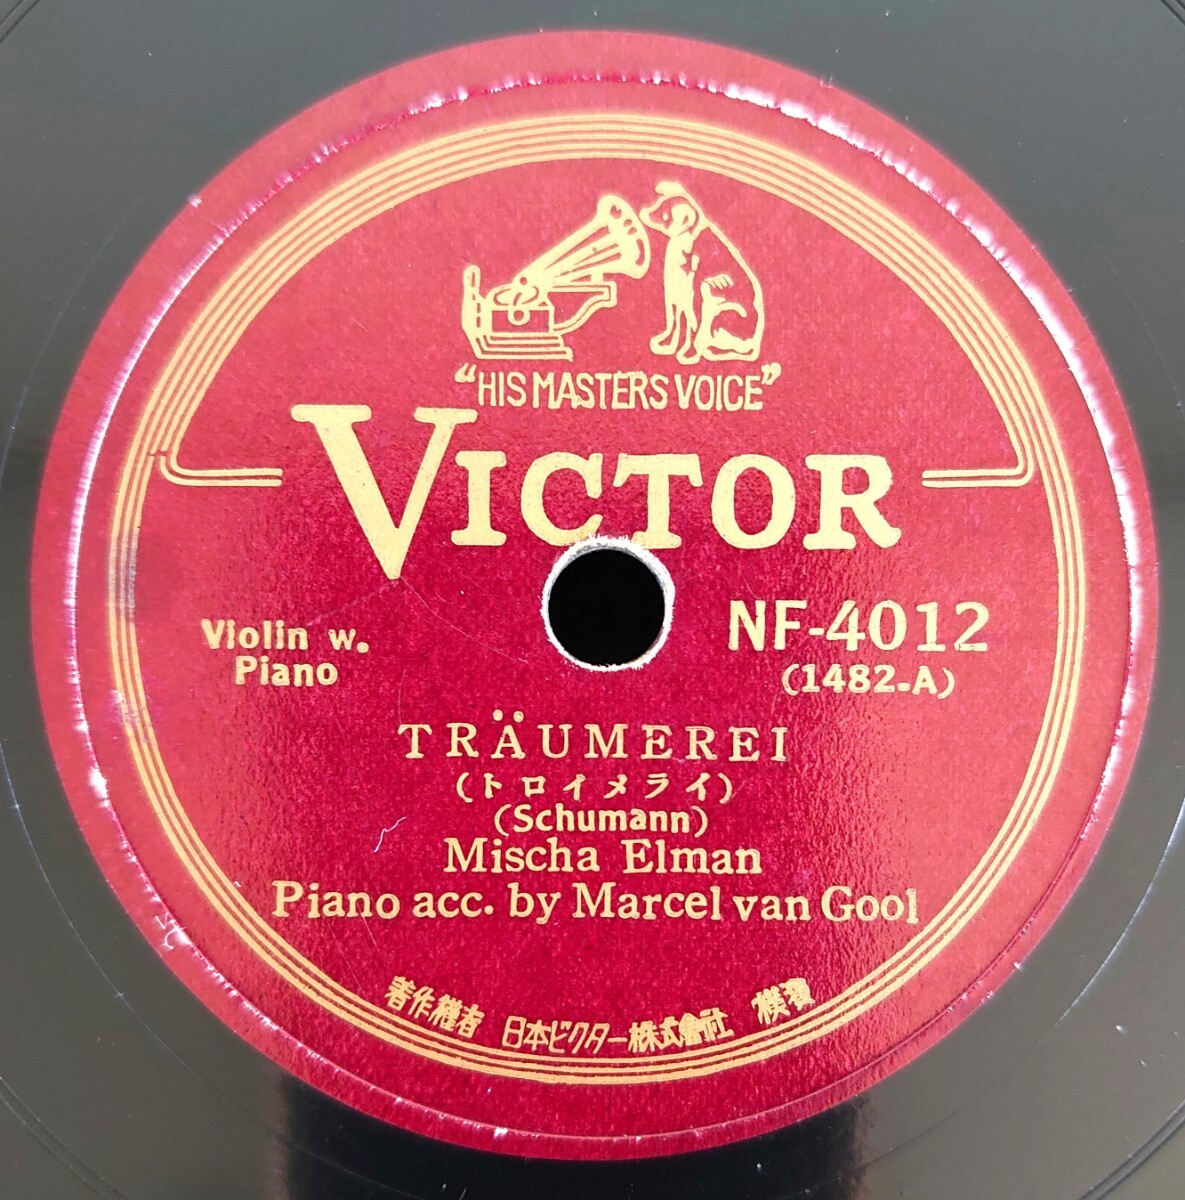 “HIS MASTERS VOICE”
VICTOR
Violin w.
Piano
NF-4012
(1482-A)
TRÄUMEREI
(トロイメライ)
(Schumann)
Mischa Elman
Piano acc. by Marcel van Gool
著作権者 日本ビクター株式會社 横濱